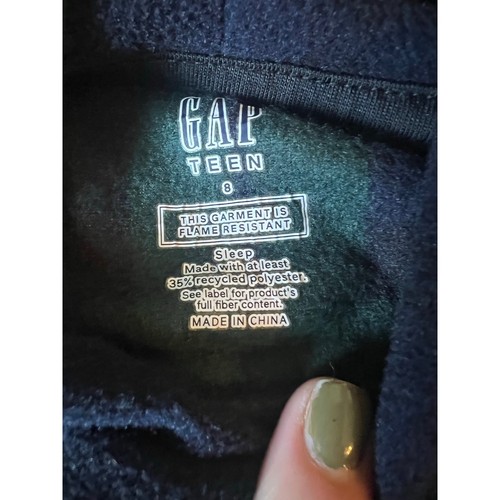 GAP
TEEN
8
THIS GARMENT IS
FLAME RESISTANT
Sleep
Made with at least
35% recycled polyester.
See label for product's
full fiber content.
MADE IN CHINA